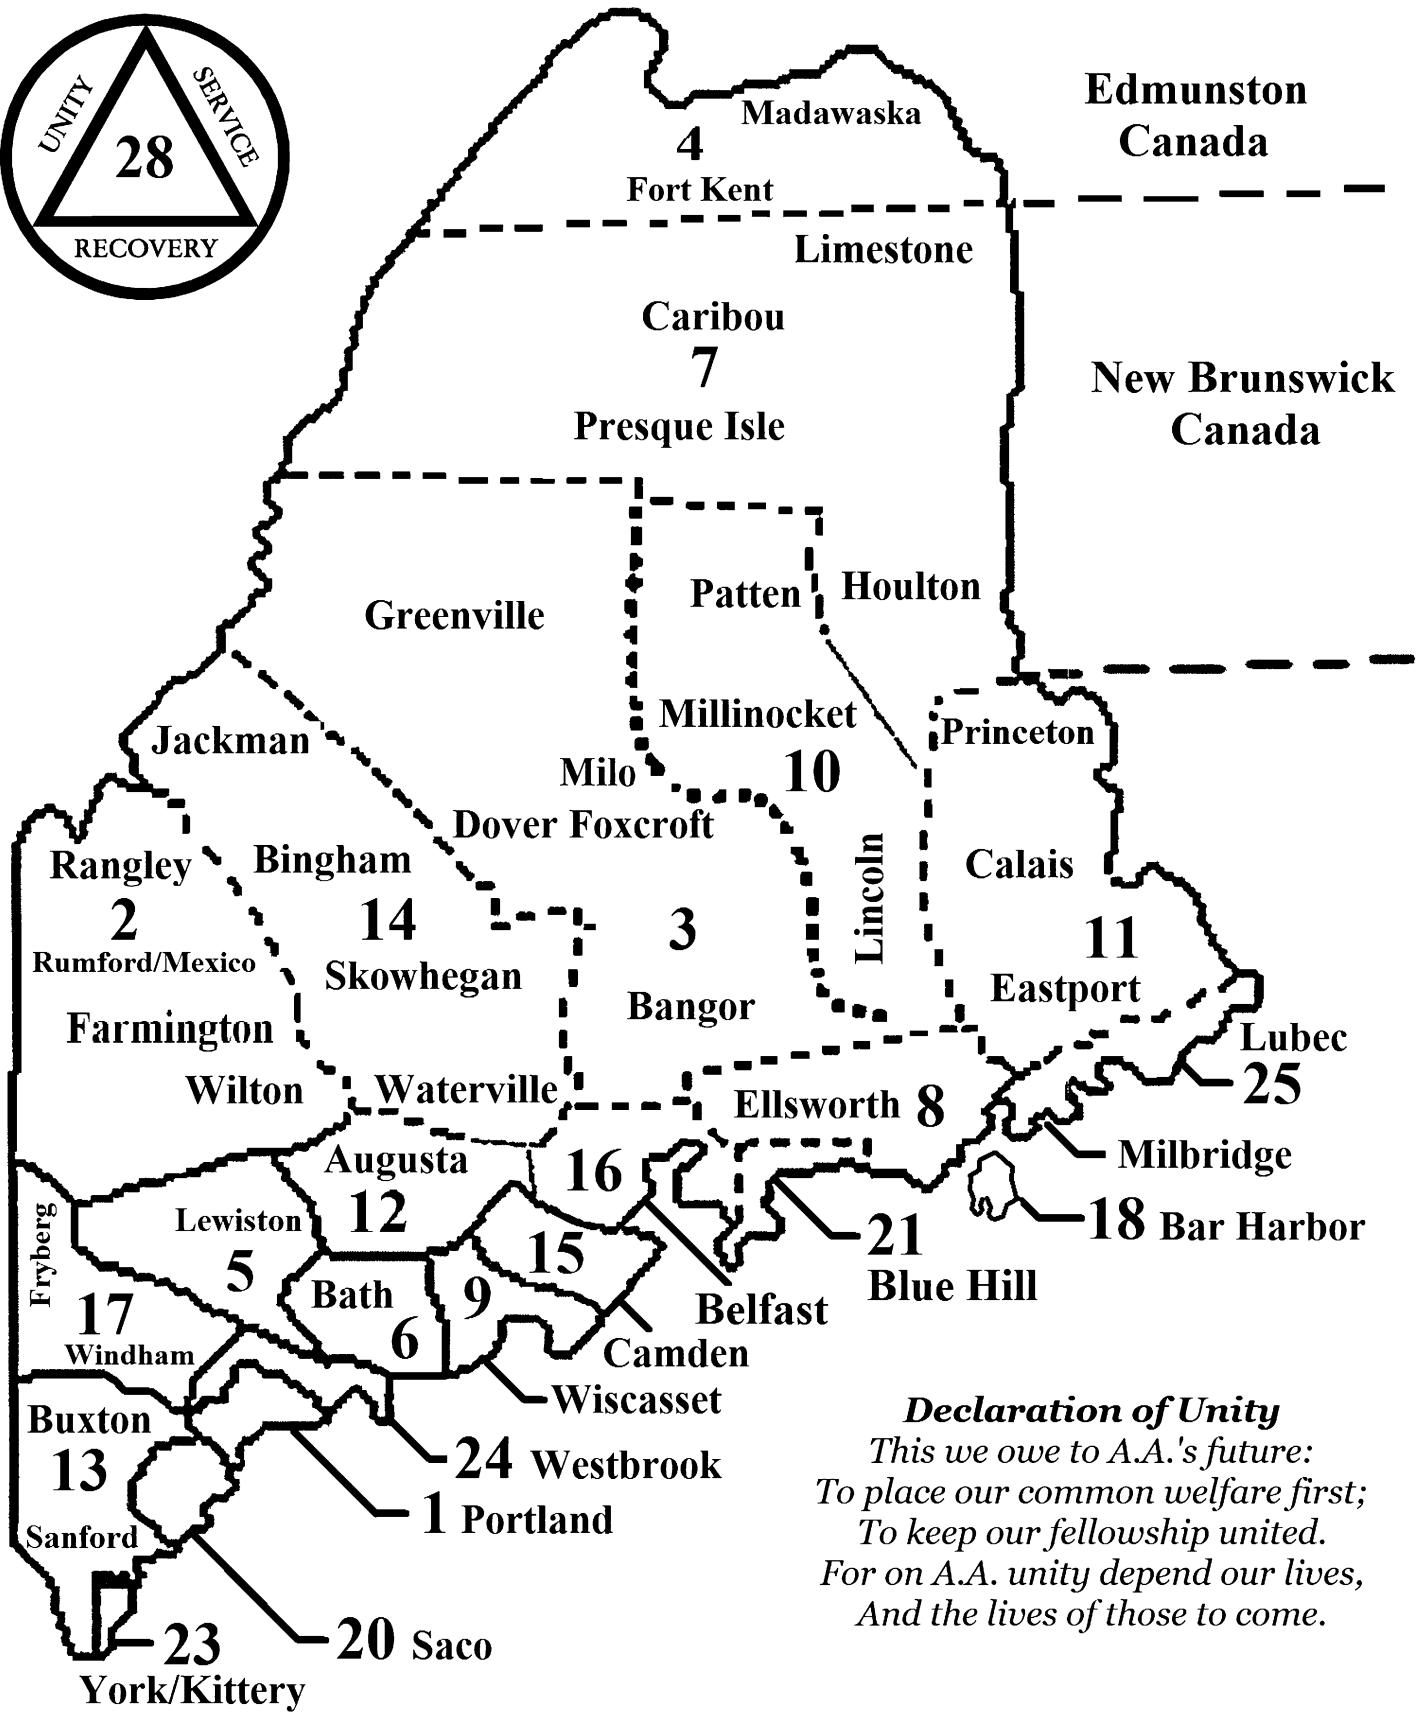 UNITY
SERVICE
28
RECOVERY
Madawaska
4
Fort Kent
Edmunston
Canada
Limestone
Caribou
7
Presque Isle
New Brunswick
Canada
Greenville
Patten
Houlton
Jackman
Millinocket
10
Princeton
Milo
Dover Foxcroft
Rangley
2
Rumford/Mexico
Farmington
Wilton
Bingham
14
Skowhegan
Waterville
3
Bangor
Lincoln
Calais
11
Eastport
Lubec
25
Ellsworth 8
Milbridge
18 Bar Harbor
21
Blue Hill
Augusta
12
16
Belfast
Fryberg
Lewiston
5
15
Camden
17
Windham
Bath
6
9
Wiscasset
Buxton
13
Sanford
24 Westbrook
1 Portland
20 Saco
23
York/Kittery
Declaration of Unity
This we owe to A.A.'s future:
To place our common welfare first;
To keep our fellowship united.
For on A.A. unity depend our lives,
And the lives of those to come.